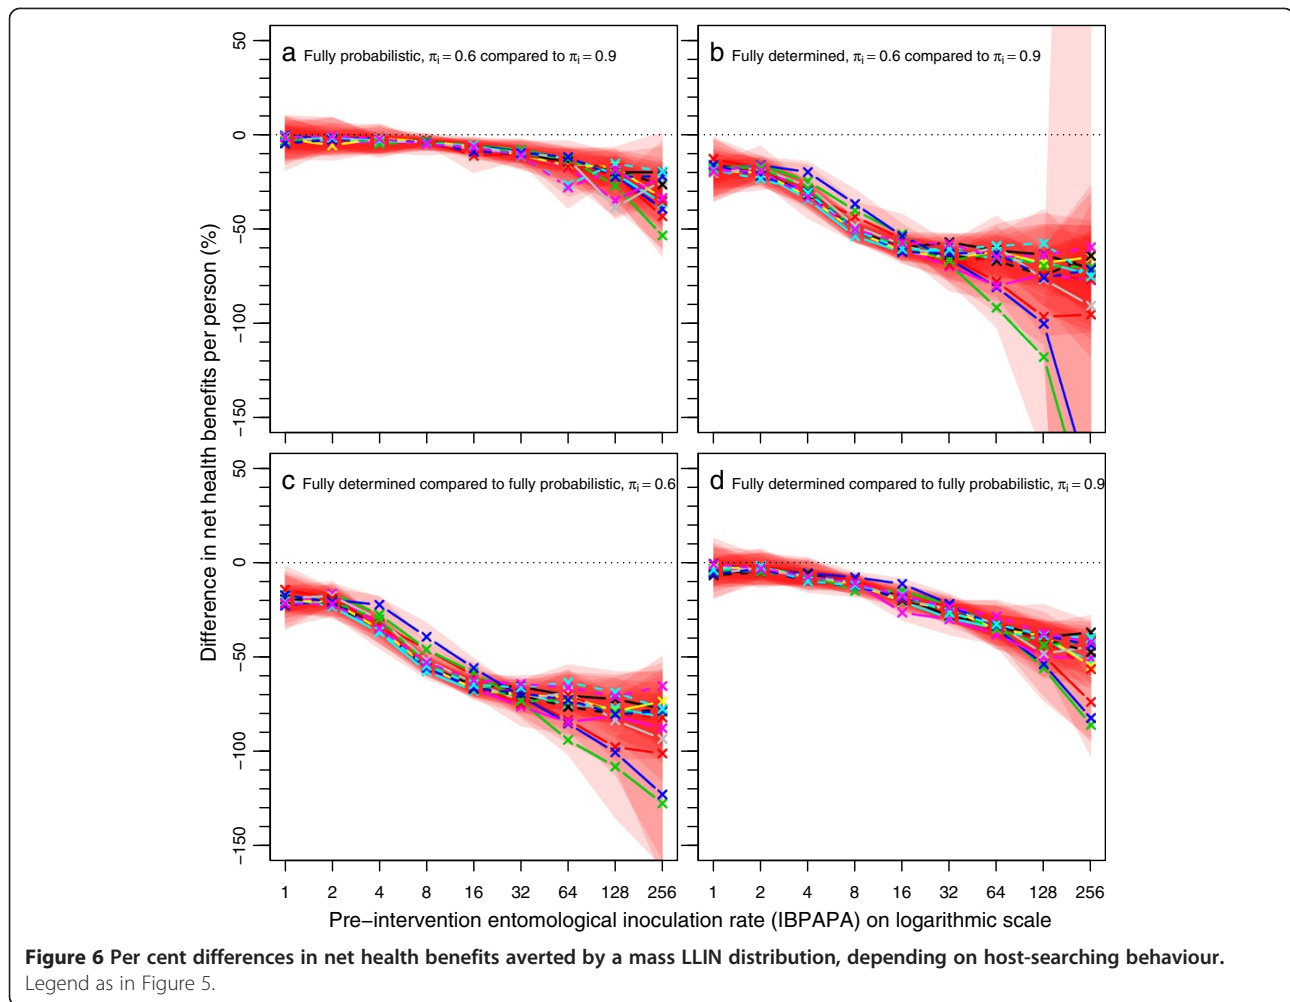 a Fully probabilistic, πi = 0.6 compared to πi = 0.9
b Fully determined, πi = 0.6 compared to πi = 0.9
50
0
−50
−100
−150
c Fully determined compared to fully probabilistic, πi = 0.6
d Fully determined compared to fully probabilistic, πi = 0.9
50
0
−50
−100
−150
Difference in net health benefits per person (%)
1 2 4 8 16 32 64 128 256
1 2 4 8 16 32 64 128 256
Pre−intervention entomological inoculation rate (IBPAPA) on logarithmic scale
Figure 6 Per cent differences in net health benefits averted by a mass LLIN distribution, depending on host-searching behaviour.
Legend as in Figure 5.